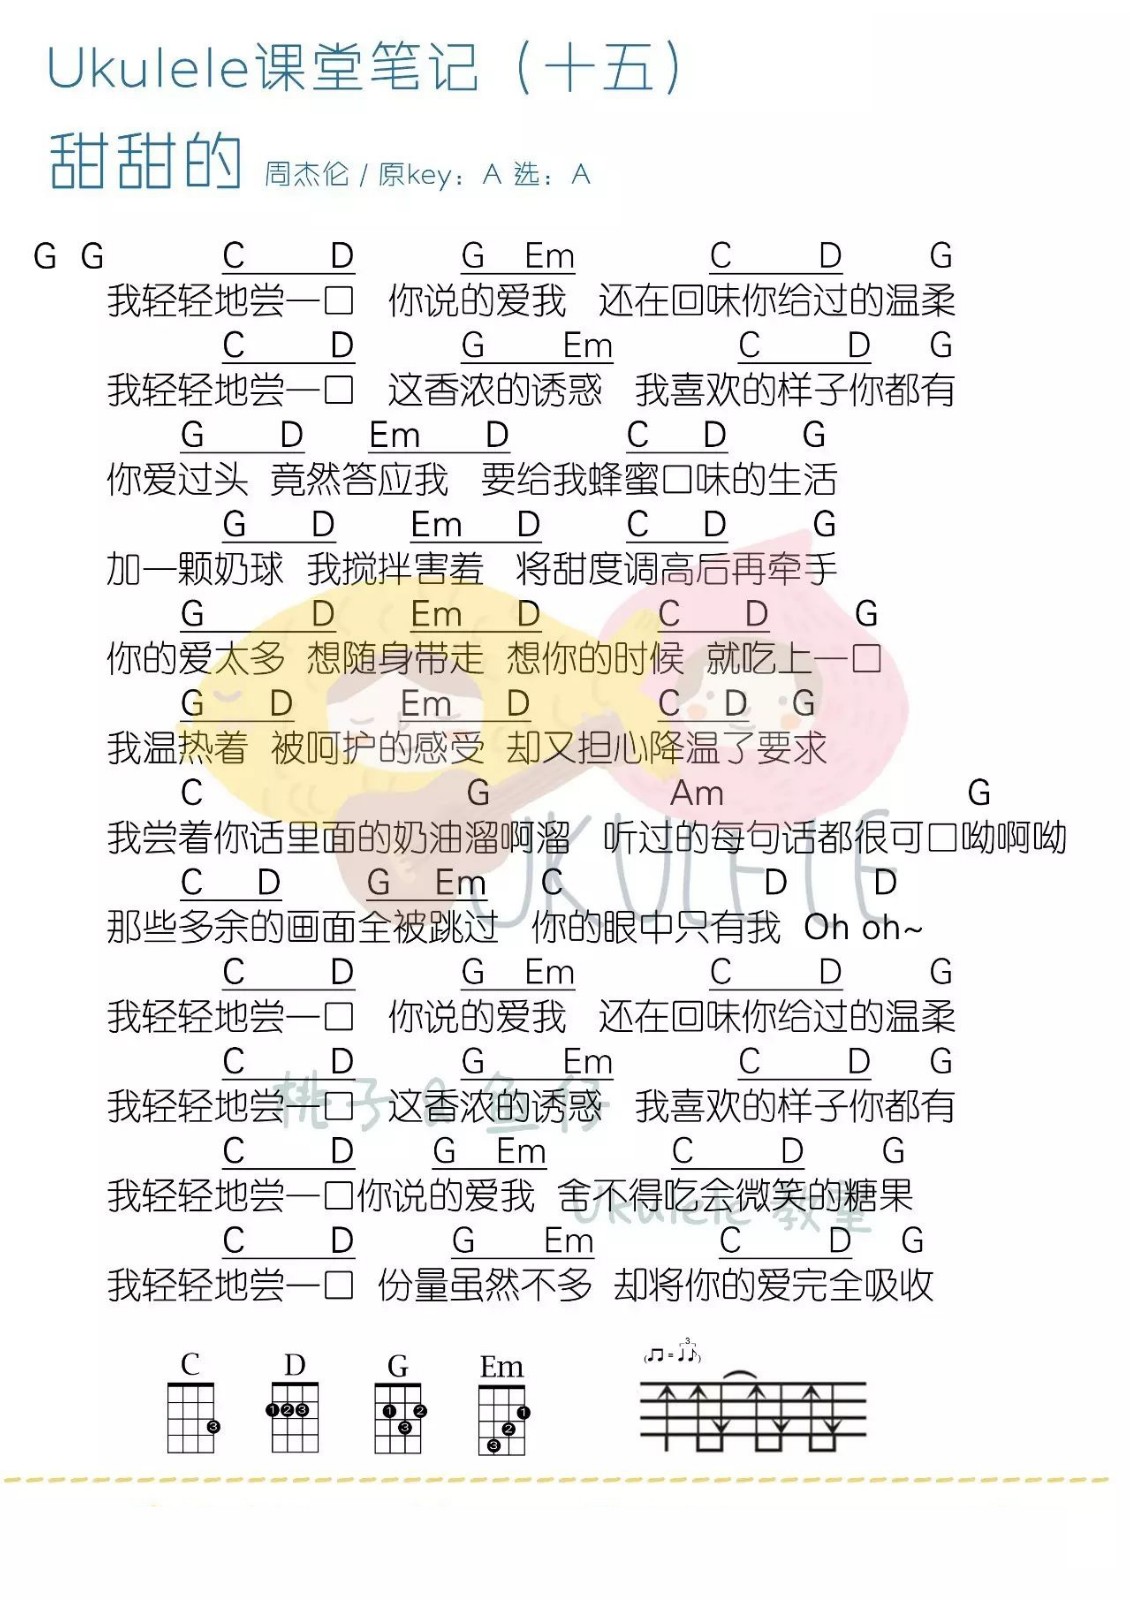 Ukulele课堂笔记（十五）
甜甜的 周杰伦 / 原key：A 选：A
G G C D G Em C D G
我轻轻地尝一口 你说的爱我 还在回味你给过的温柔
C D G Em C D G
我轻轻地尝一口 这香浓的诱惑 我喜欢的样子你都有
G D Em D C D G
你爱过头 竟然答应我 要给我蜂蜜口味的生活
G D Em D C D G
加一颗奶球 我搅拌害羞 将甜度调高后再牵手
G D Em D C D G
你的爱太多 想随身带走 想你的时候 就吃上一口
G D Em D C D G
我温热着 被呵护的感受 却又担心降温了要求
C G Am G
我尝着你话里面的奶油溜啊溜 听过的每句话都很可口呦啊呦
C D G Em C D D
那些多余的画面全被跳过 你的眼中只有我 Oh oh~
UKULELE
C D G Em C D G
我轻轻地尝一口 你说的爱我 还在回味你给过的温柔
C D G Em C D G
我轻轻地尝一口 这香浓的诱惑 我喜欢的样子你都有
桃子&鱼仔
C D G Em C D G
我轻轻地尝一口你说的爱我 舍不得吃会微笑的糖果
Ukulele 教室
C D G Em C D G
我轻轻地尝一口 份量虽然不多 却将你的爱完全吸收
C D G Em
3
3 1 2 3 1 2 3 1 2 3